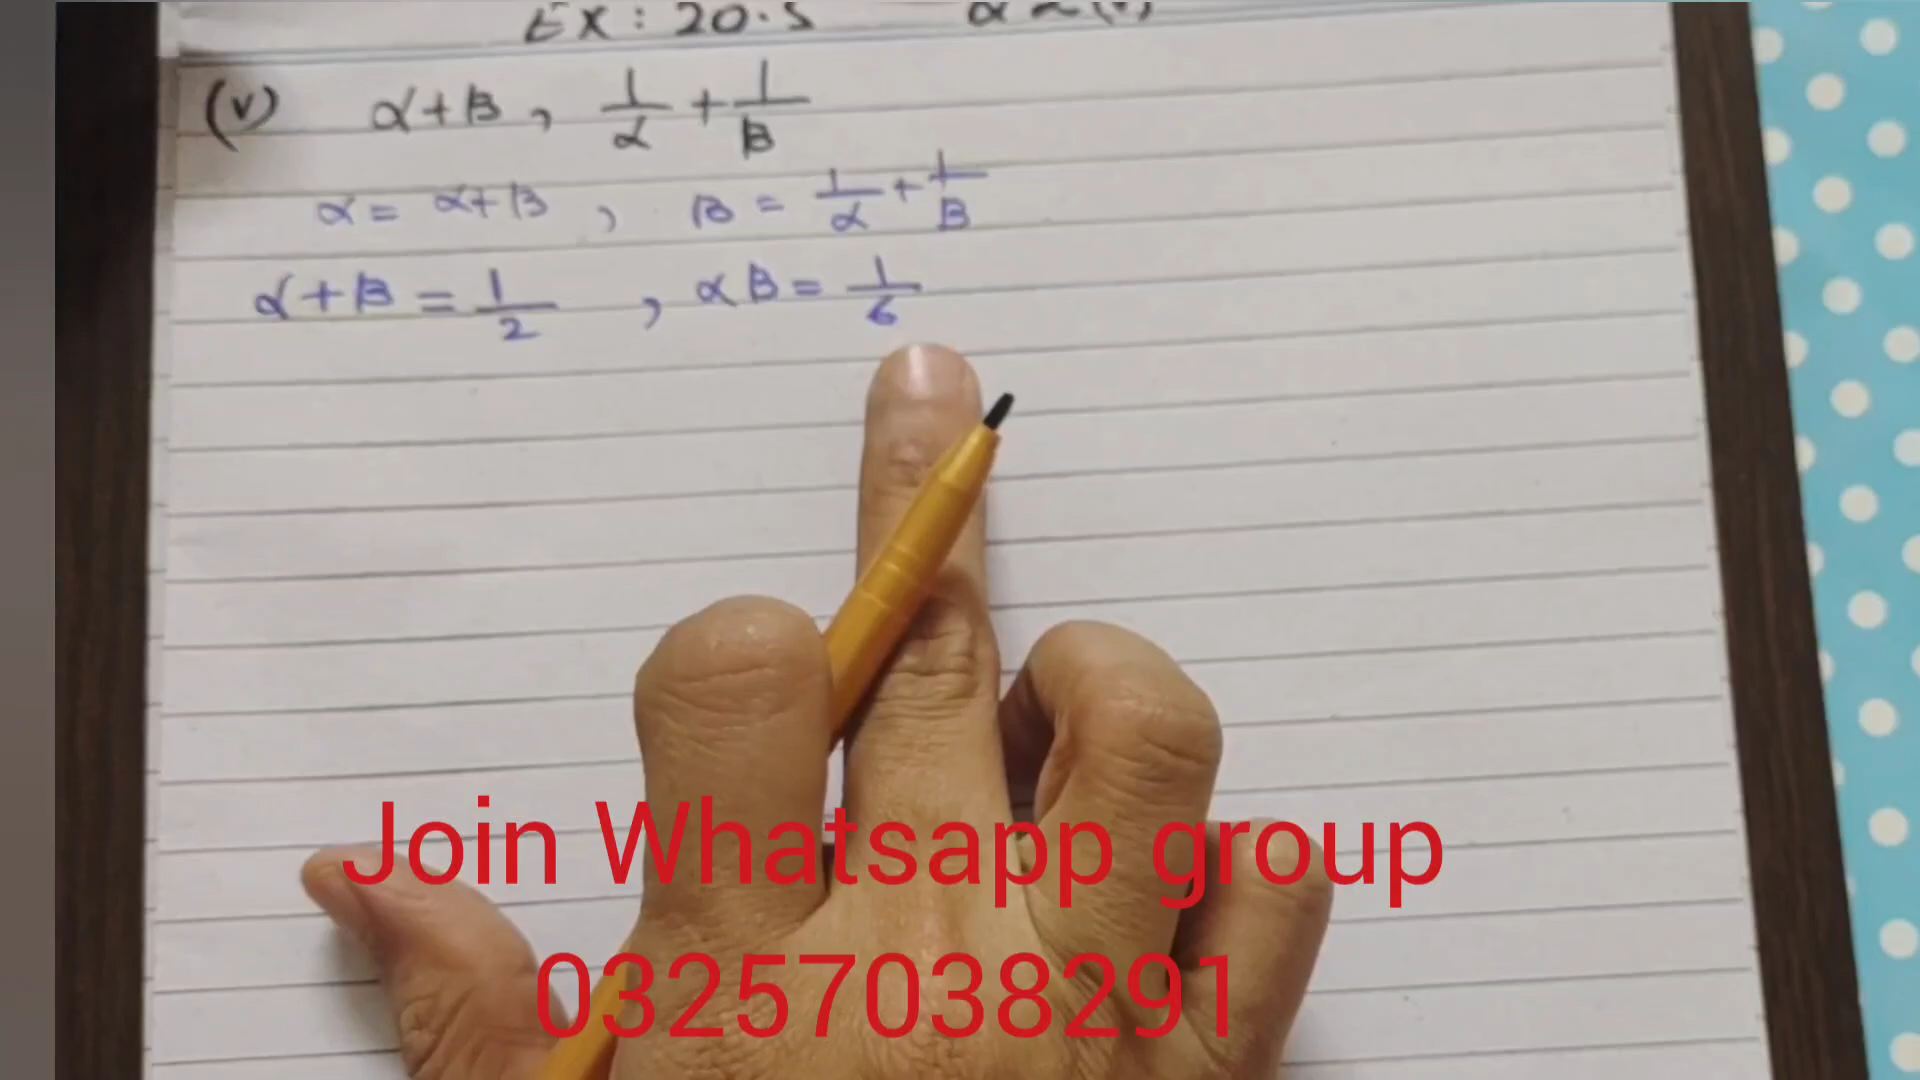 Ex: 20.5
(v) α+β, 1/α + 1/β
α = α+β, β = 1/α + 1/β
α+β = 1/2, αβ = 1/6
Join Whatsapp group
03257038291